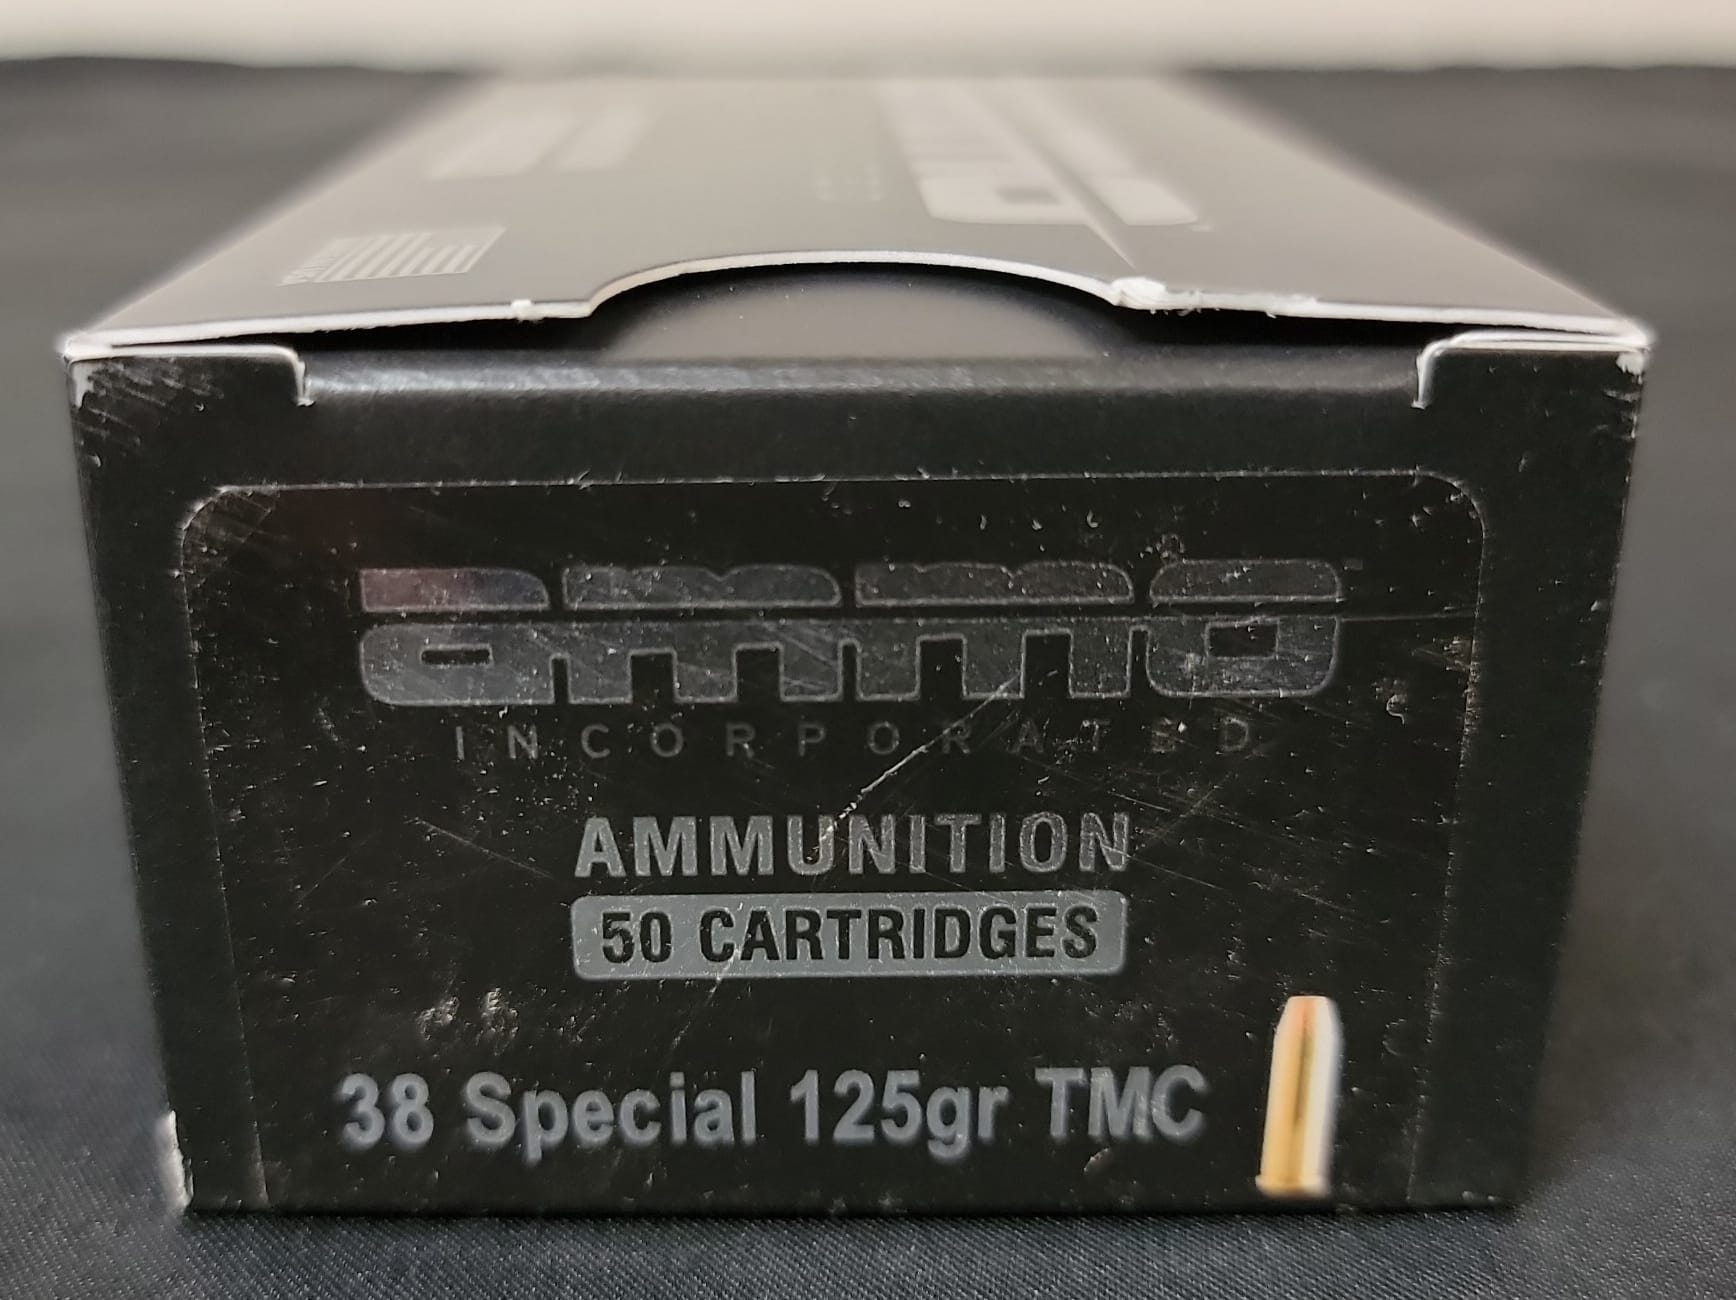 ammo
INCORPORATED
AMMUNITION
50 CARTRIDGES
38 Special 125gr TMC